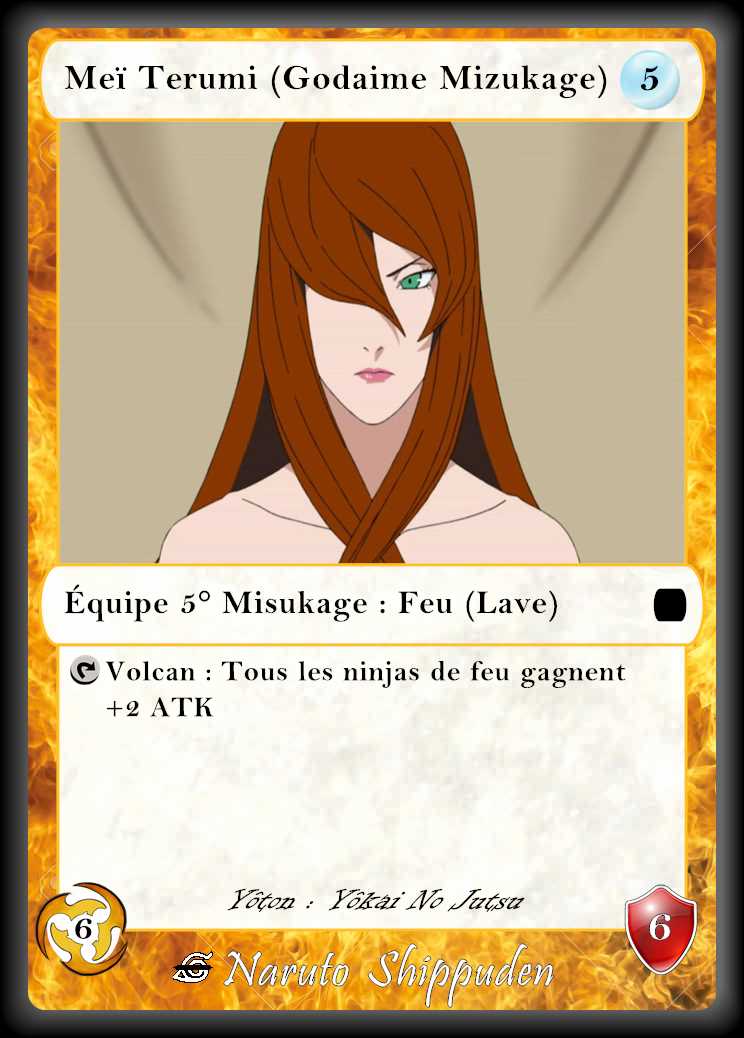 Meï Terumi (Godaime Mizukage) 5
Équipe 5° Misukage : Feu (Lave)
Volcan : Tous les ninjas de feu gagnent
+2 ATK
Yôton : Yôkai No Jutsu
6
6
Naruto Shippuden